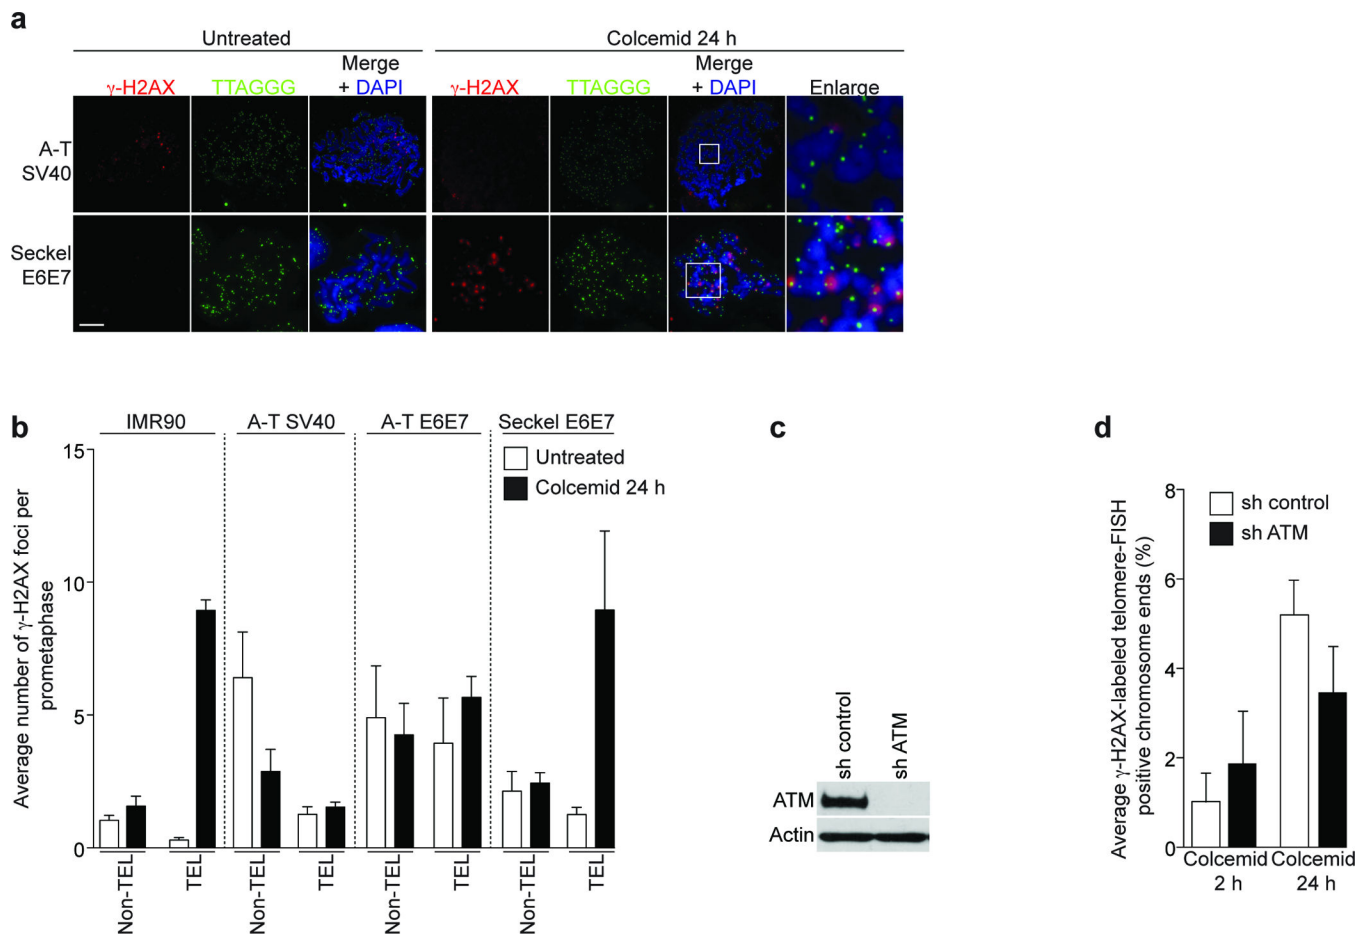 a
Untreated
Colcemid 24 h
γ-H2AX
TTAGGG
Merge
+ DAPI
γ-H2AX
TTAGGG
Merge
+ DAPI
Enlarge
A-T
SV40
Seckel
E6E7
b
IMR90
A-T SV40
A-T E6E7
Seckel E6E7
Untreated
Colcemid 24 h
Average number of γ-H2AX foci per
prometaphase
15
10
5
0
Non-TEL
TEL
Non-TEL
TEL
Non-TEL
TEL
Non-TEL
TEL
c
sh control
sh ATM
ATM
Actin
d
sh control
sh ATM
Average γ-H2AX-labeled telomere-FISH
positive chromosome ends (%)
8
6
4
2
0
Colcemid
2 h
Colcemid
24 h